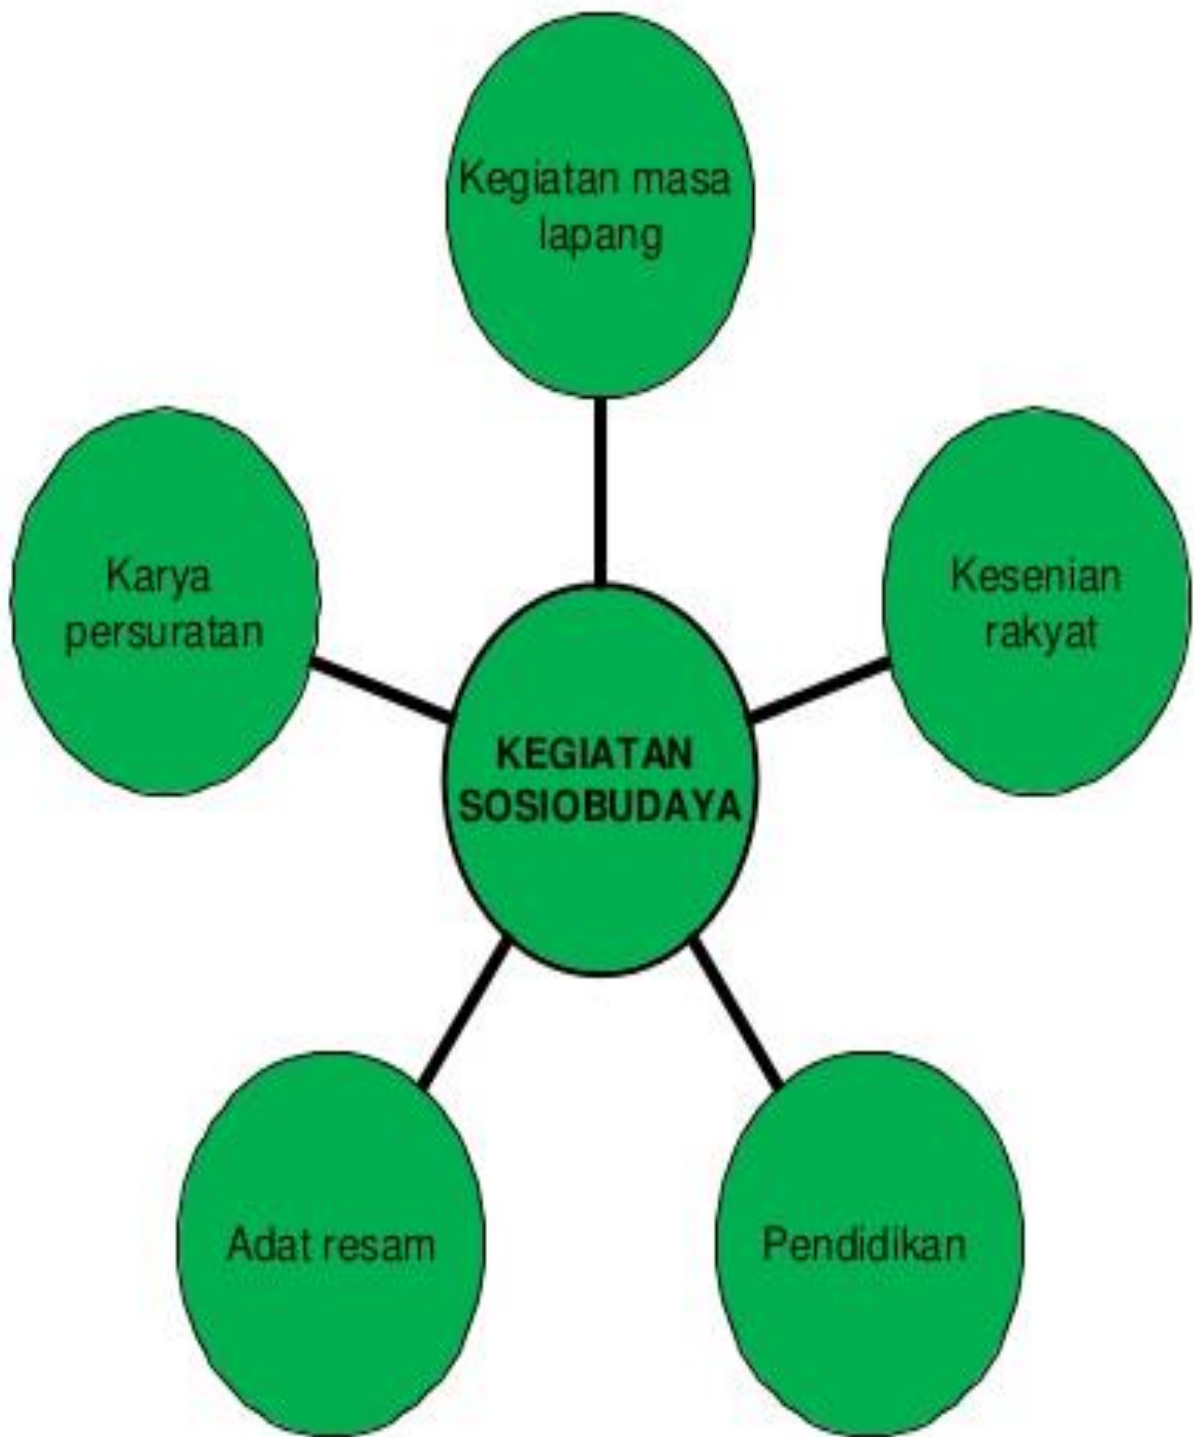 Kegiatan masa
lapang
Karya
persuratan
Kesenian
rakyat
KEGIATAN
SOSIOBUDAYA
Adat resam
Pendidikan